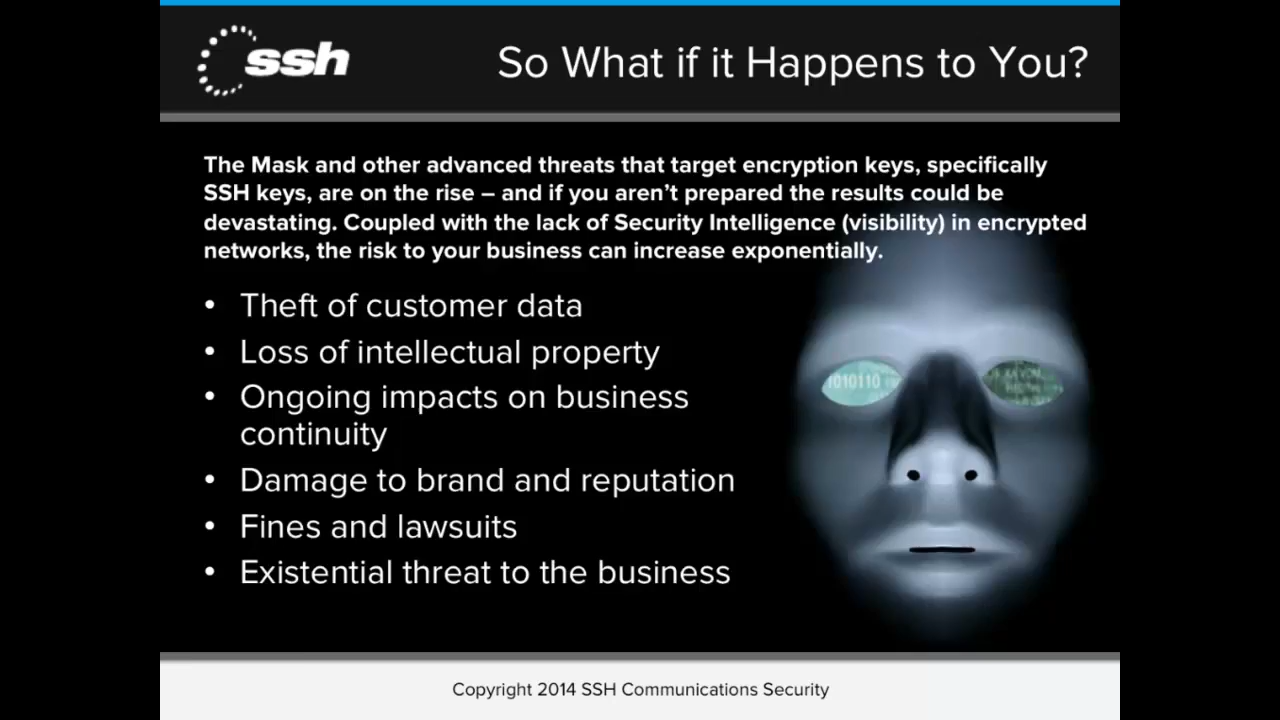 ssh
So What if it Happens to You?
The Mask and other advanced threats that target encryption keys, specifically
SSH keys, are on the rise – and if you aren't prepared the results could be
devastating. Coupled with the lack of Security Intelligence (visibility) in encrypted
networks, the risk to your business can increase exponentially.
• Theft of customer data
• Loss of intellectual property
• Ongoing impacts on business
continuity
• Damage to brand and reputation
• Fines and lawsuits
• Existential threat to the business
1010110
Copyright 2014 SSH Communications Security